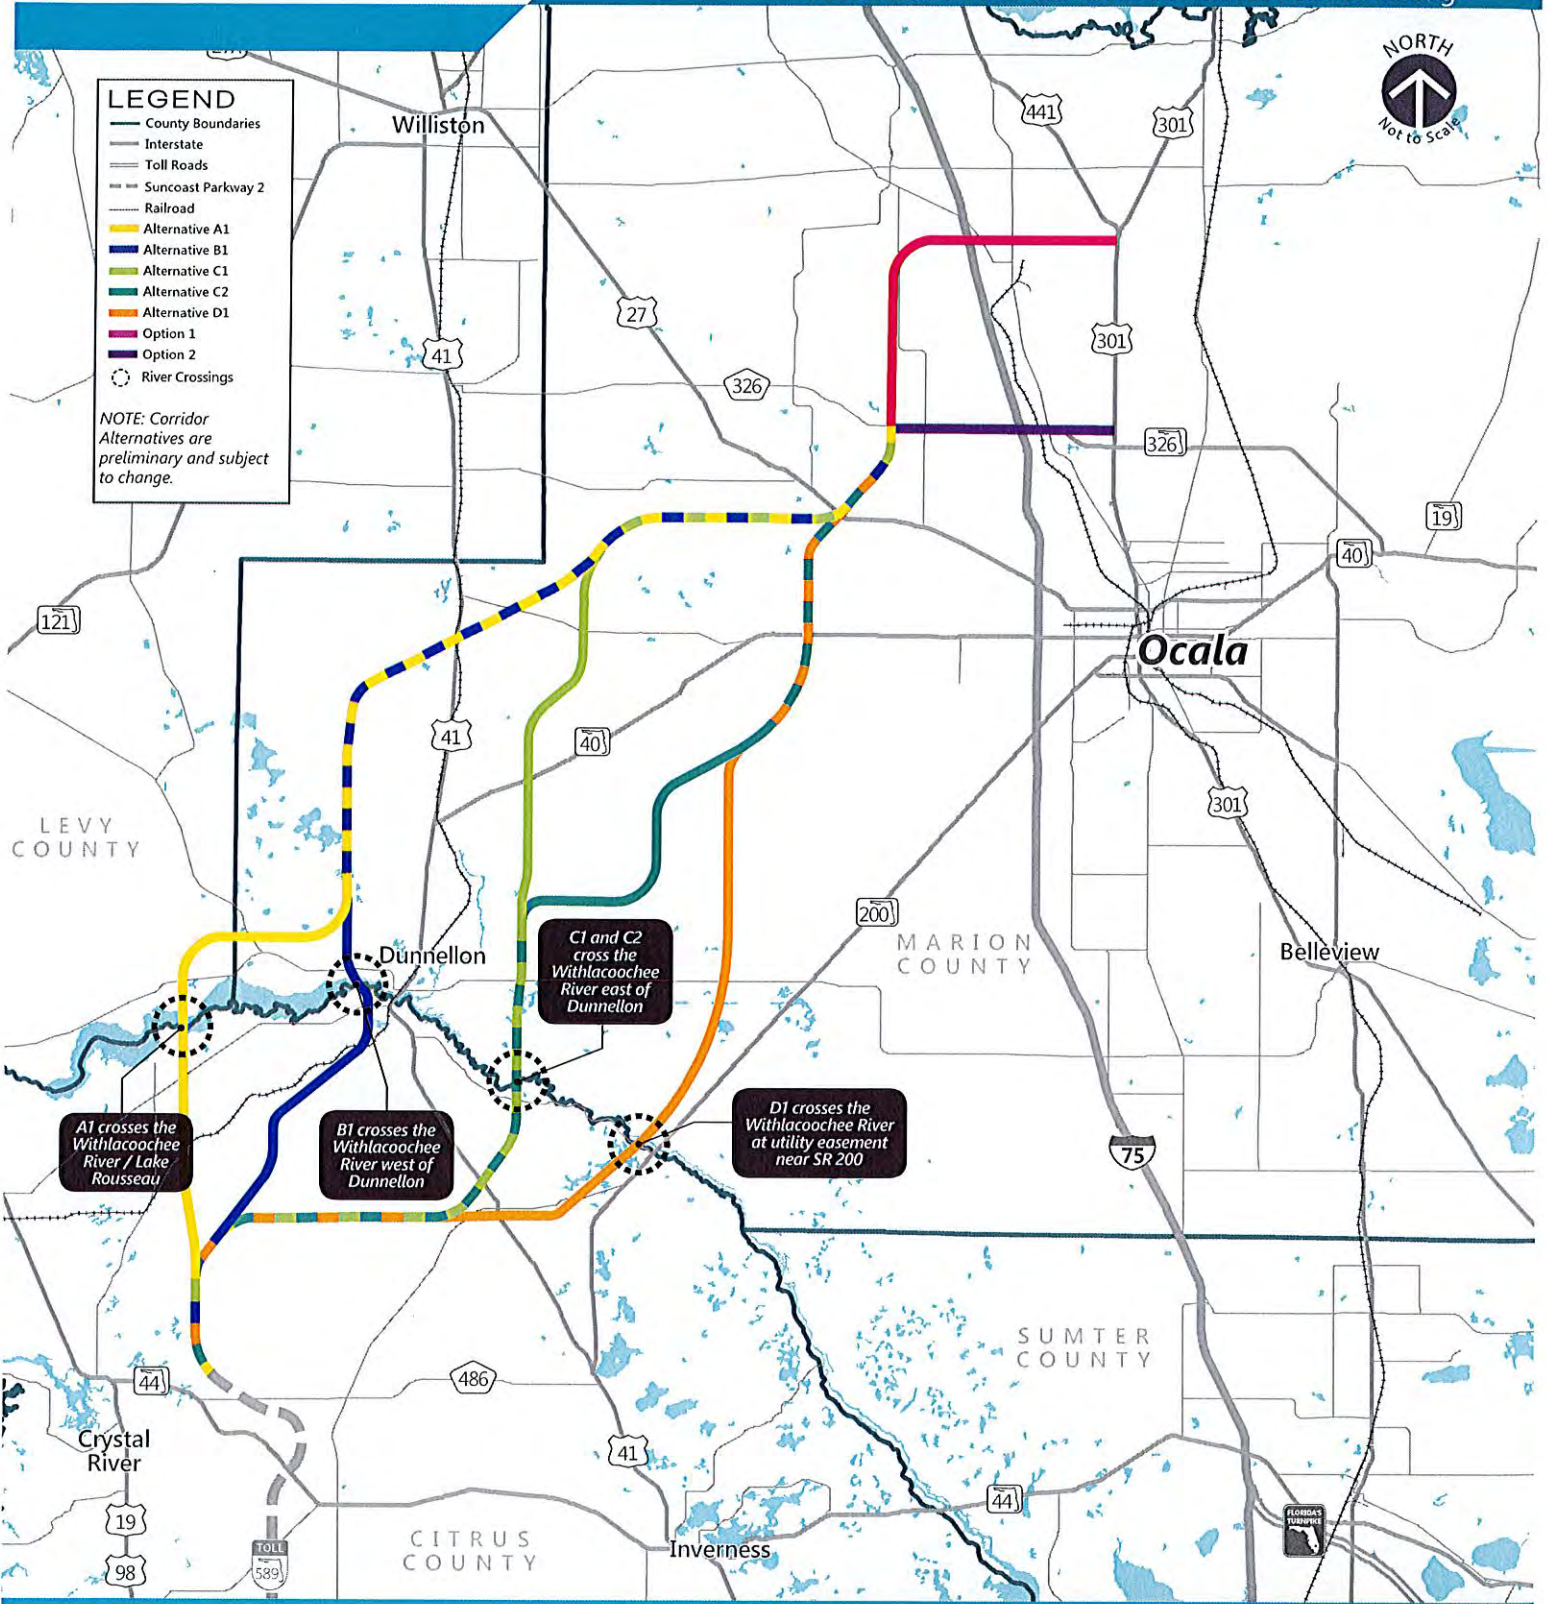 NORTH
Not to Scale
LEGEND
County Boundaries
Interstate
Toll Roads
Suncoast Parkway 2
Railroad
Alternative A1
Alternative B1
Alternative C1
Alternative C2
Alternative D1
Option 1
Option 2
River Crossings
NOTE: Corridor
Alternatives are
preliminary and subject
to change.
Williston
441
301
27
41
301
326
326
19
40
121
Ocala
41
40
301
LEVY
COUNTY
200
MARION
COUNTY
Belleview
Dunnellon
C1 and C2
cross the
Withlacoochee
River east of
Dunnellon
A1 crosses the
Withlacoochee
River / Lake
Rousseau
B1 crosses the
Withlacoochee
River west of
Dunnellon
D1 crosses the
Withlacoochee River
at utility easement
near SR 200
75
SUMTER
COUNTY
44
486
Crystal
River
41
19
44
98
TOLL
589
CITRUS
COUNTY
Inverness
FLORIDA'S
TURNPIKE